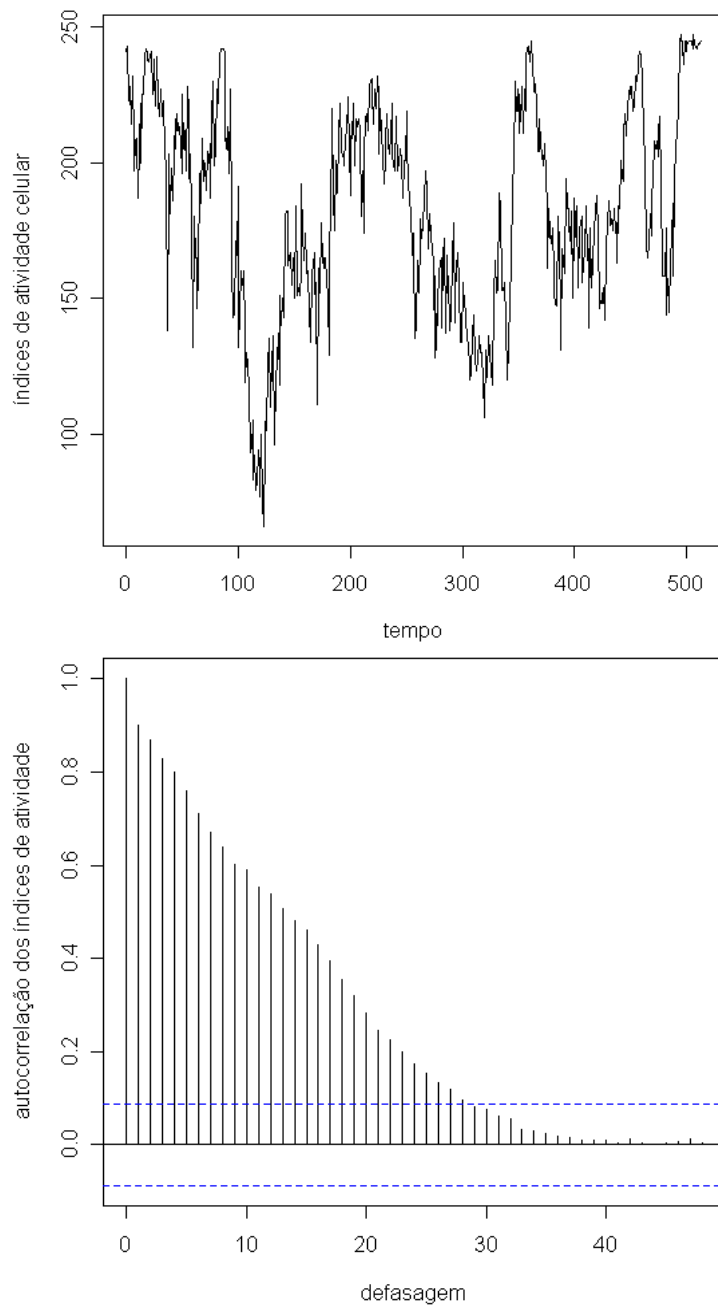 índices de atividade celular
250
200
150
100
0 100 200 300 400 500
tempo
autocorrelação dos índices de atividade
1.0
0.8
0.6
0.4
0.2
0.0
0 10 20 30 40
defasagem